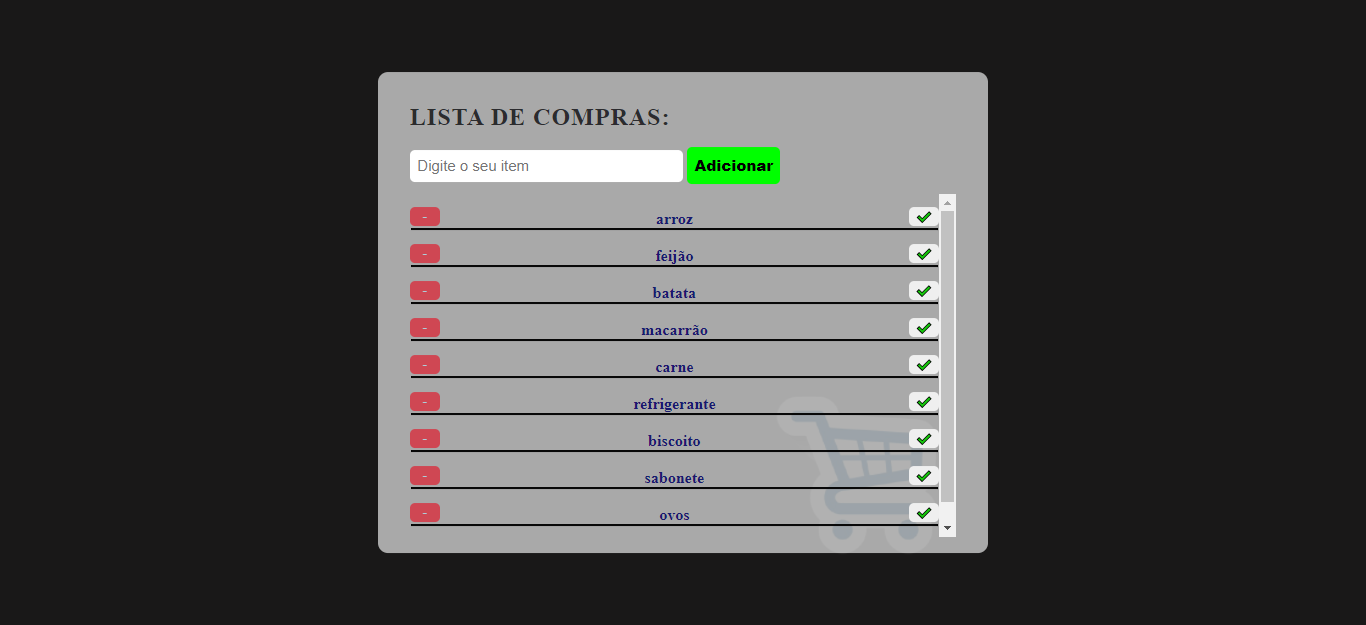 LISTA DE COMPRAS:
Digite o seu item Adicionar
- arroz
- feijão
- batata
- macarrão
- carne
- refrigerante
- biscoito
- sabonete
- ovos